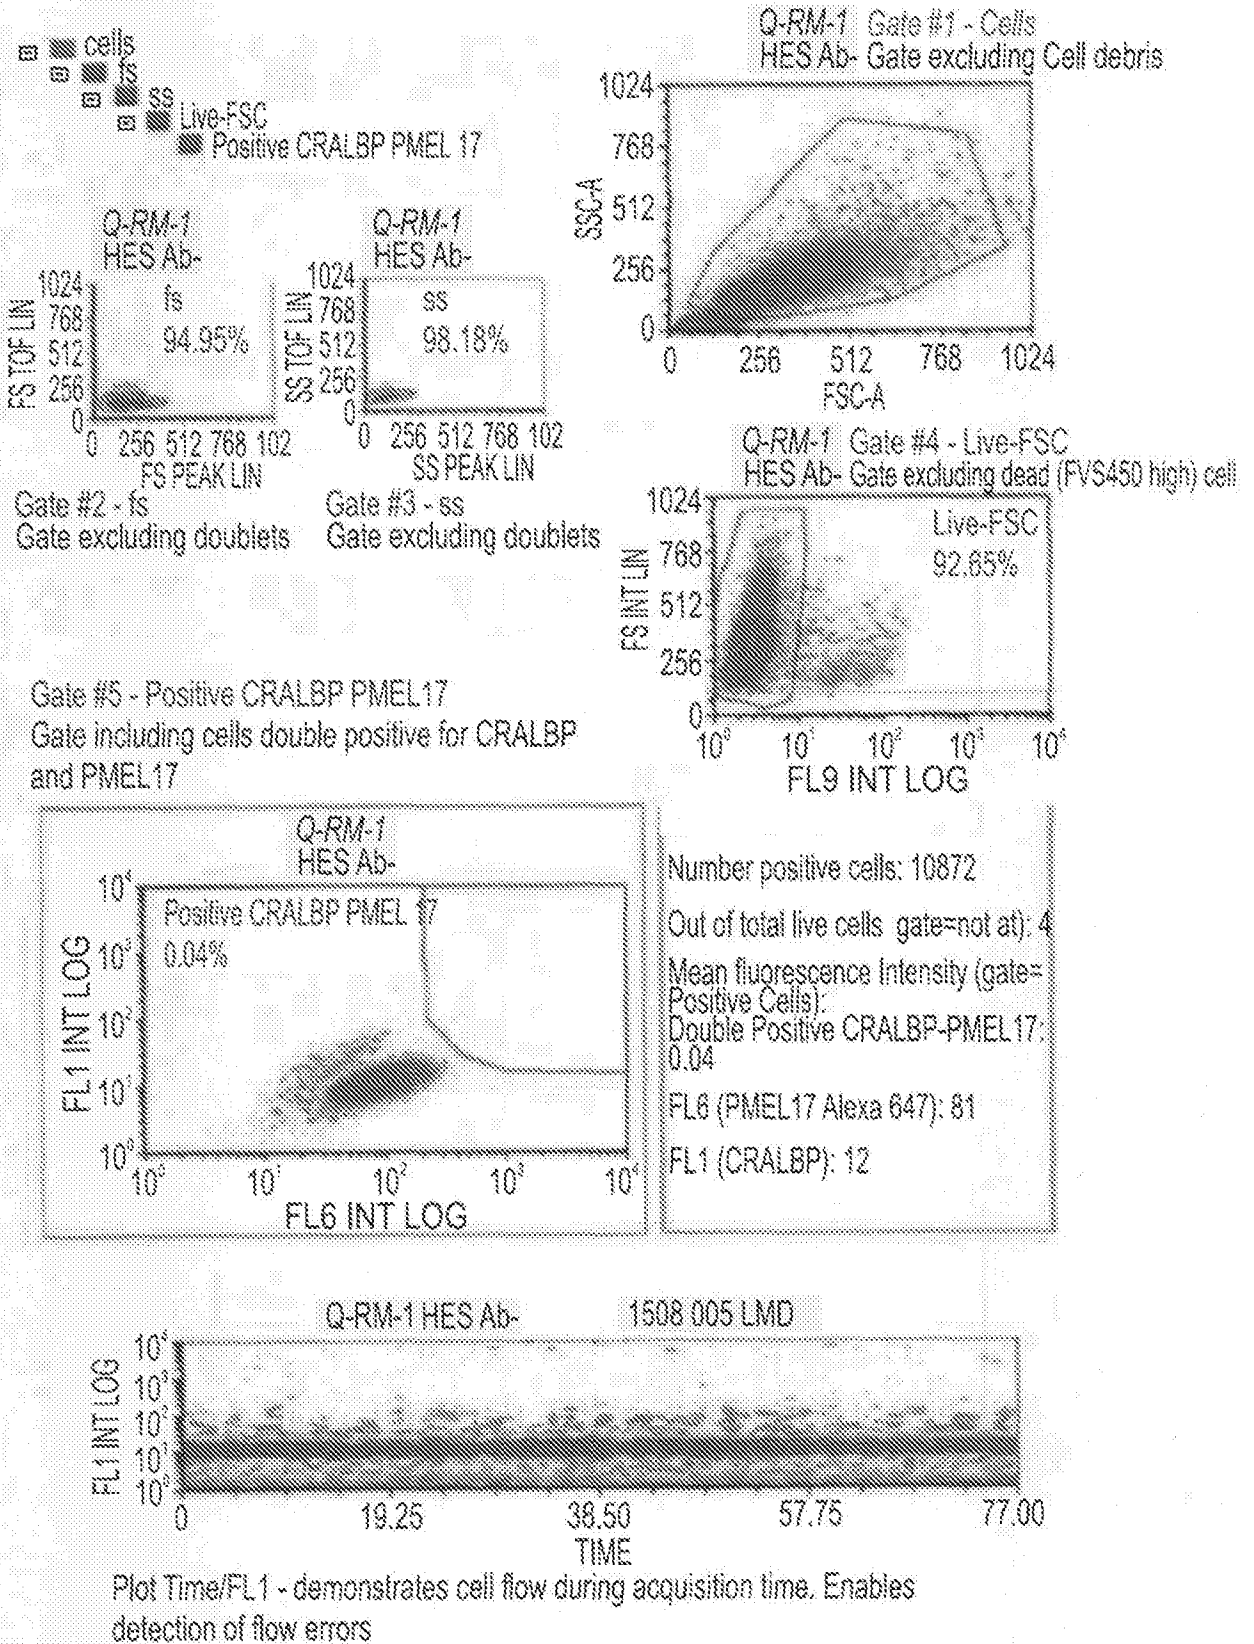 cells
fs
ss
Live-FSC
Positive CRALBP PMEL 17
Q-RM-1 Gate #1 - Cells
HES Ab- Gate excluding Cell debris
1024
768
512
256
0
SSC-A
0 256 512 768 1024
FSC-A
Q-RM-1
HES Ab-
1024
768
512
256
0
FS TOF LIN
fs
94.95%
0 256 512 768 102
FS PEAK LIN
Gate #2 - fs
Gate excluding doublets
Q-RM-1
HES Ab-
1024
768
512
256
0
SS TOF LIN
ss
98.18%
0 256 512 768 102
SS PEAK LIN
Gate #3 - ss
Gate excluding doublets
Q-RM-1 Gate #4 - Live-FSC
HES Ab- Gate excluding dead (FVS450 high) cell
1024
768
512
256
0
FS INT LIN
Live-FSC
92.65%
10⁰ 10¹ 10² 10³ 10⁴
FL9 INT LOG
Gate #5 - Positive CRALBP PMEL17
Gate including cells double positive for CRALBP
and PMEL17
Q-RM-1
HES Ab-
10⁴
10³
10²
10¹
10⁰
FL1 INT LOG
Positive CRALBP PMEL 17
0.04%
10⁰ 10¹ 10² 10³ 10⁴
FL6 INT LOG
Number positive cells: 10872
Out of total live cells gate=not at): 4
Mean fluorescence Intensity (gate=
Positive Cells):
Double Positive CRALBP-PMEL17:
0.04
FL6 (PMEL17 Alexa 647): 81
FL1 (CRALBP): 12
Q-RM-1 HES Ab- 1508 005 LMD
10⁴
10³
10²
10¹
10⁰
FL1 INT LOG
0 19.25 38.50 57.75 77.00
TIME
Plot Time/FL1 - demonstrates cell flow during acquisition time. Enables
detection of flow errors